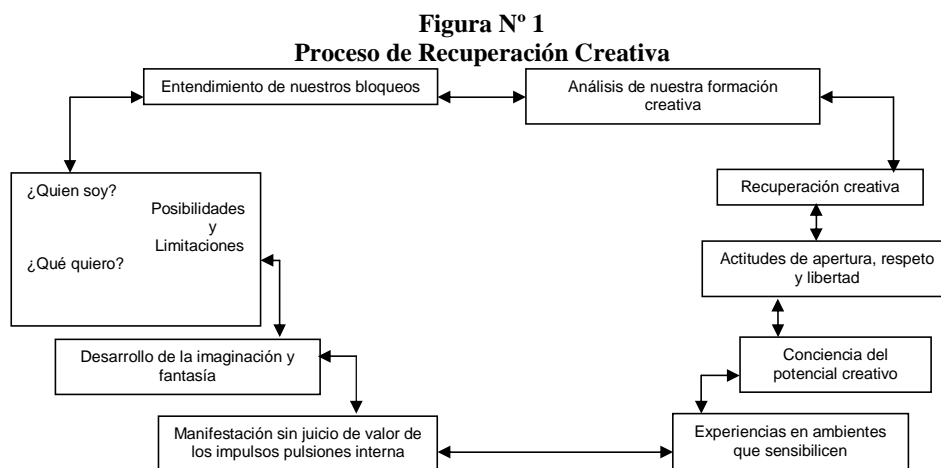 Figura Nº 1
Proceso de Recuperación Creativa
Entendimiento de nuestros bloqueos
Análisis de nuestra formación
creativa
¿Quien soy?
Posibilidades
y
Limitaciones
¿Qué quiero?
Recuperación creativa
Actitudes de apertura, respeto
y libertad
Desarrollo de la imaginación y
fantasía
Conciencia del
potencial creativo
Manifestación sin juicio de valor de
los impulsos pulsiones interna
Experiencias en ambientes
que sensibilicen